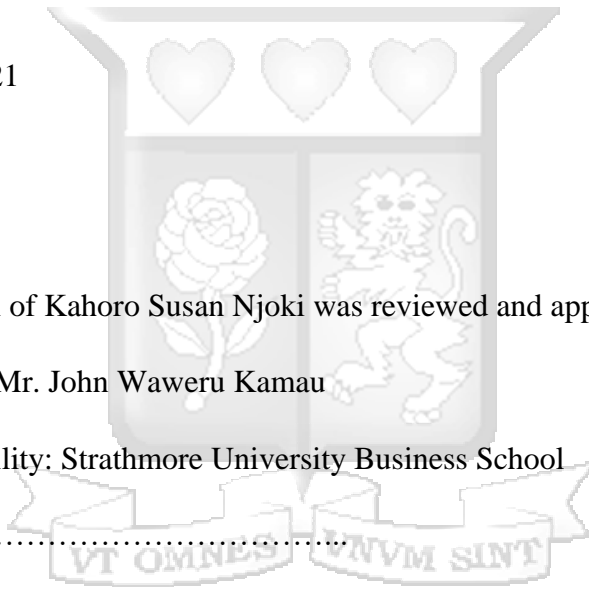 21
of Kahoro Susan Njoki was reviewed and app
Mr. John Waweru Kamau
lity: Strathmore University Business School
…………………………………..
VT OMNES VNVM SINT